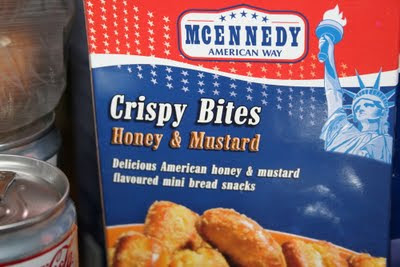 MCENNEDY
AMERICAN WAY
Crispy Bites
Honey & Mustard
Delicious American honey & mustard
flavoured mini bread snacks